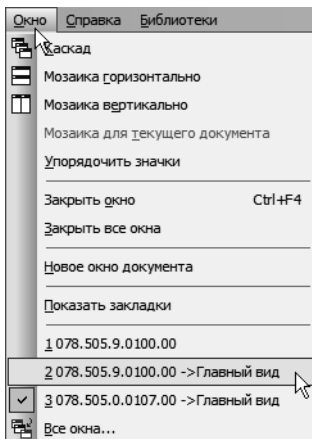 Окно Справка Библиотеки
Каскад
Мозаика горизонтально
Мозаика вертикально
Мозаика для текущего документа
Упорядочить значки
Закрыть окно Ctrl+F4
Закрыть все окна
Новое окно документа
Показать закладки
1 078.505.9.0100.00
2 078.505.9.0100.00 ->Главный вид
3 078.505.0.0107.00 ->Главный вид
Все окна...